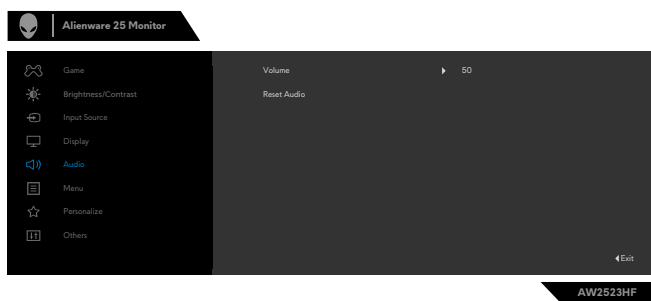 Alienware 25 Monitor
Game
Volume 50
Brightness/Contrast
Reset Audio
Input Source
Display
Audio
Menu
Personalize
Others
Exit
AW2523HF